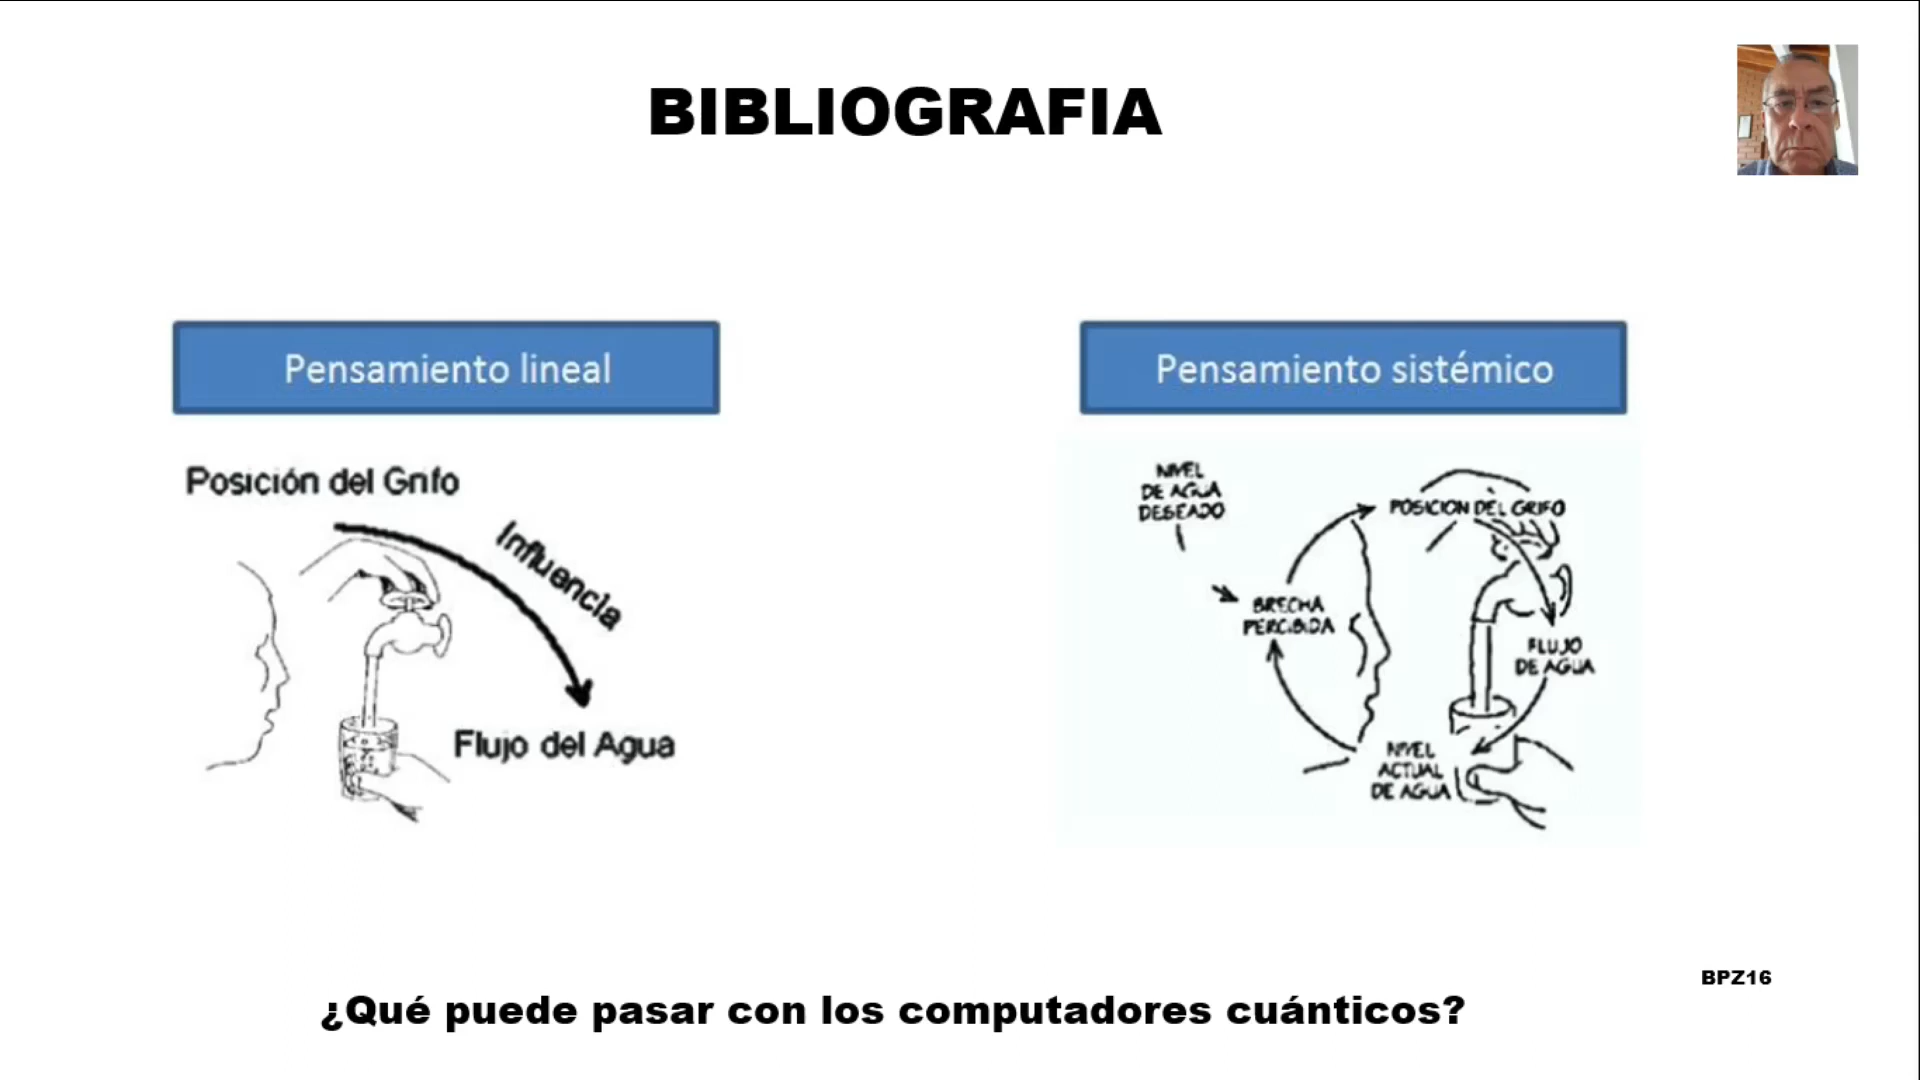 BIBLIOGRAFIA
Pensamiento lineal
Pensamiento sistémico
Posición del Grifo
Influencia
Flujo del Agua
NIVEL
DE AGUA
DESEADO
POSICION DEL GRIFO
BRECHA
PERCIBIDA
FLUJO
DE AGUA
NIVEL
ACTUAL
DE AGUA
BPZ16
¿Qué puede pasar con los computadores cuánticos?